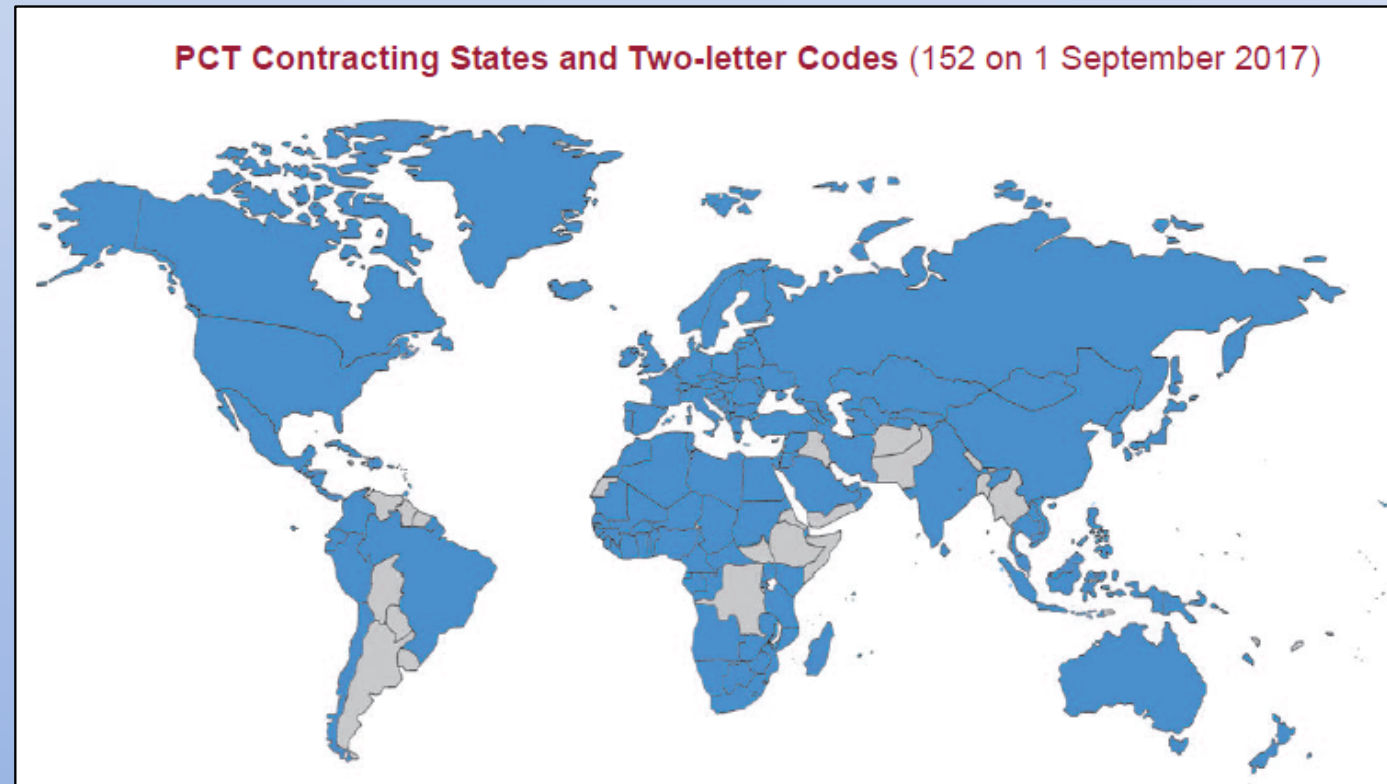 PCT Contracting States and Two-letter Codes (152 on 1 September 2017)